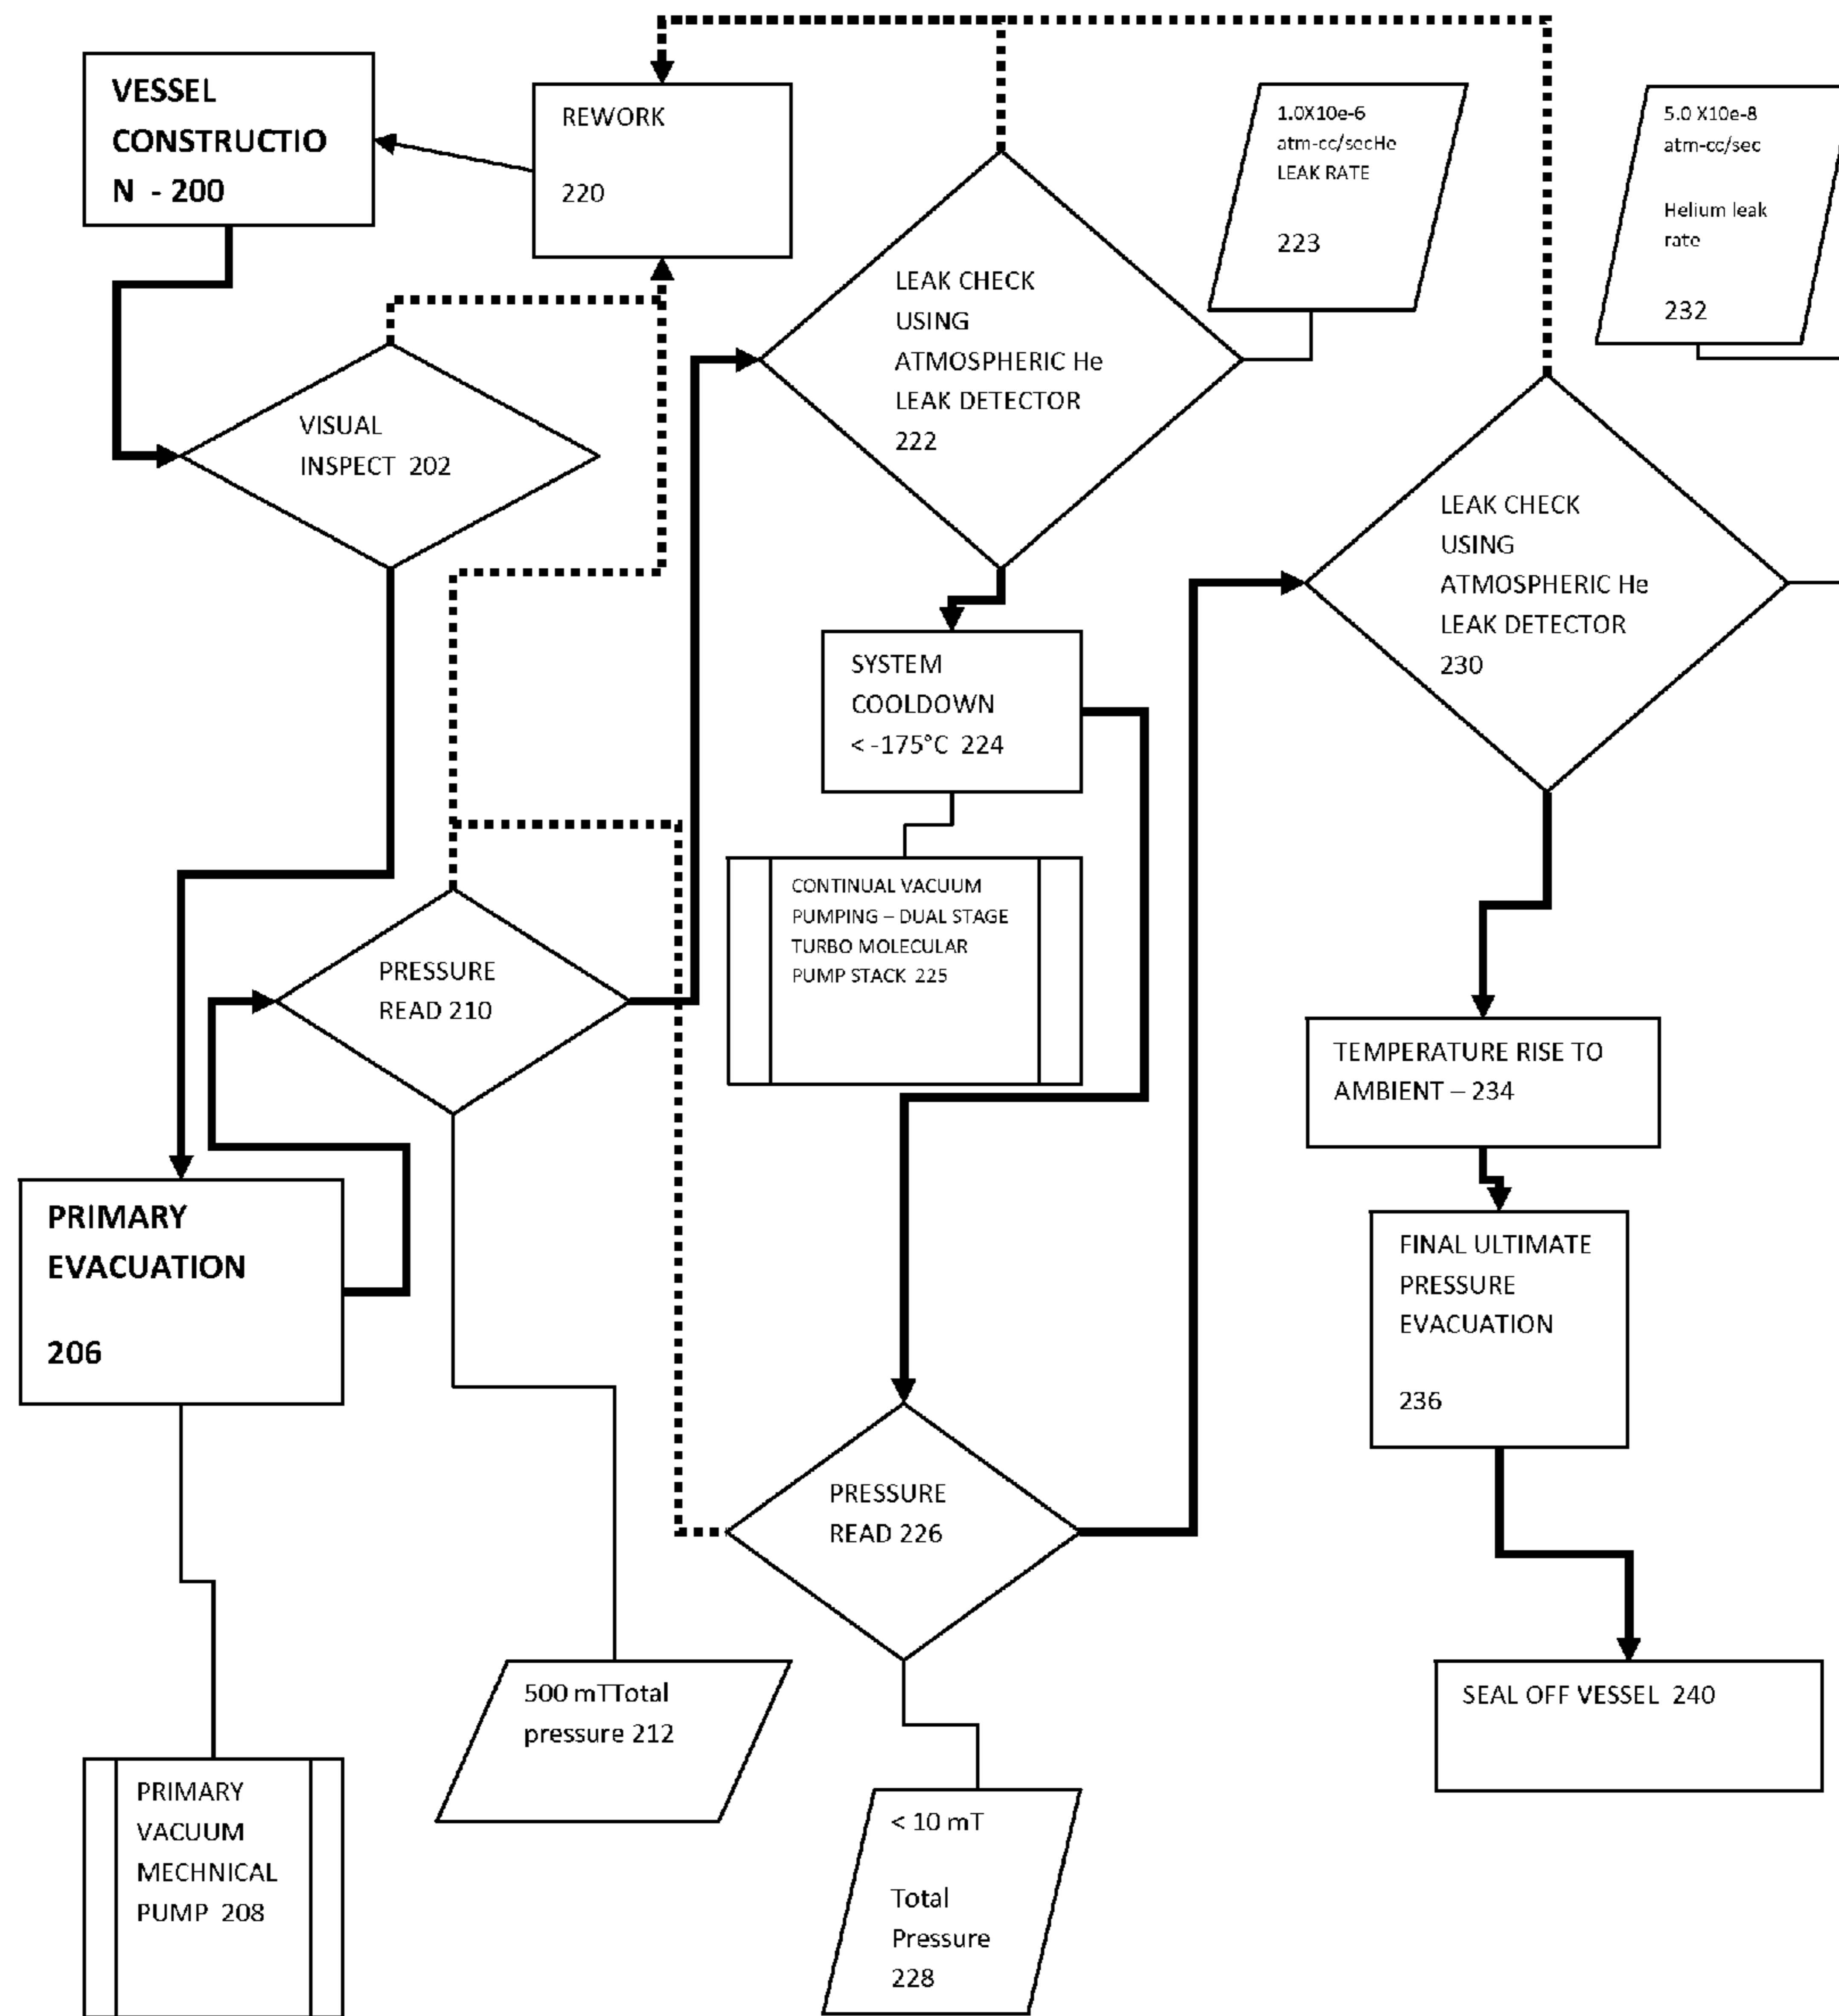 VESSEL
CONSTRUCTIO
N - 200
REWORK
220
1.0X10e-6
atm-cc/secHe
LEAK RATE
223
5.0 X10e-8
atm-cc/sec
Helium leak
rate
232
LEAK CHECK
USING
ATMOSPHERIC He
LEAK DETECTOR
222
VISUAL
INSPECT 202
LEAK CHECK
USING
ATMOSPHERIC He
LEAK DETECTOR
230
SYSTEM
COOLDOWN
< -175°C 224
CONTINUAL VACUUM
PUMPING – DUAL STAGE
TURBO MOLECULAR
PUMP STACK 225
PRESSURE
READ 210
TEMPERATURE RISE TO
AMBIENT – 234
PRIMARY
EVACUATION
206
FINAL ULTIMATE
PRESSURE
EVACUATION
236
PRESSURE
READ 226
500 mTTotal
pressure 212
SEAL OFF VESSEL 240
PRIMARY
VACUUM
MECHNICAL
PUMP 208
< 10 mT
Total
Pressure
228